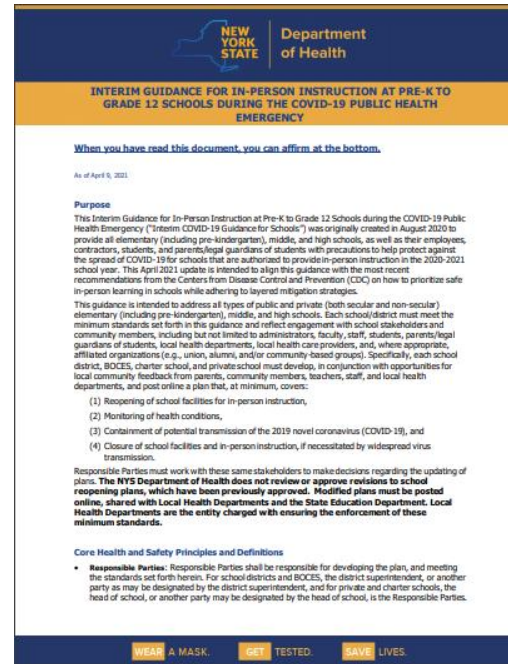 NEW
YORK
STATE
Department
of Health
INTERIM GUIDANCE FOR IN-PERSON INSTRUCTION AT PRE-K TO
GRADE 12 SCHOOLS DURING THE COVID-19 PUBLIC HEALTH
EMERGENCY
When you have read this document, you can affirm at the bottom.
As of April 9, 2021
Purpose
This Interim Guidance for In-Person Instruction at Pre-K to Grade 12 Schools during the COVID-19 Public
Health Emergency (“Interim COVID-19 Guidance for Schools”) was originally created in August 2020 to
provide all elementary (including pre-kindergarten), middle, and high schools, as well as their employees,
contractors, students, and parents/legal guardians of students with precautions to help protect against
the spread of COVID-19 for schools that are authorized to provide in-person instruction in the 2020-2021
school year. This April 2021 update is intended to align this guidance with the most recent
recommendations from the Centers from Disease Control and Prevention (CDC) on how to prioritize safe
in-person learning in schools while adhering to layered mitigation strategies.
This guidance is intended to address all types of public and private (both secular and non-secular)
elementary (including pre-kindergarten), middle, and high schools. Each school/district must meet the
minimum standards set forth in this guidance and reflect engagement with school stakeholders and
community members, including but not limited to administrators, faculty, staff, students, parents/legal
guardians of students, local health departments, local health care providers, and, where appropriate,
affiliated organizations (e.g., union, alumni, and/or community-based groups). Specifically, each school
district, BOCES, charter school, and private school must develop, in conjunction with opportunities for
local community feedback from parents, community members, teachers, staff, and local health
departments, and post online a plan that, at minimum, covers:
(1) Reopening of school facilities for in-person instruction,
(2) Monitoring of health conditions,
(3) Containment of potential transmission of the 2019 novel coronavirus (COVID-19), and
(4) Closure of school facilities and in-person instruction, if necessitated by widespread virus
transmission.
Responsible Parties must work with these same stakeholders to make decisions regarding the updating of
plans. The NYS Department of Health does not review or approve revisions to school
reopening plans, which have been previously approved. Modified plans must be posted
online, shared with Local Health Departments and the State Education Department. Local
Health Departments are the entity charged with ensuring the enforcement of these
minimum standards.
Core Health and Safety Principles and Definitions
• Responsible Parties: Responsible Parties shall be responsible for developing the plan, and meeting
the standards set forth herein. For school districts and BOCES, the district superintendent, or another
party as may be designated by the district superintendent, and for private and charter schools, the
head of school, or another party may be designated by the head of school, is the Responsible Parties.
WEAR A MASK. GET TESTED. SAVE LIVES.